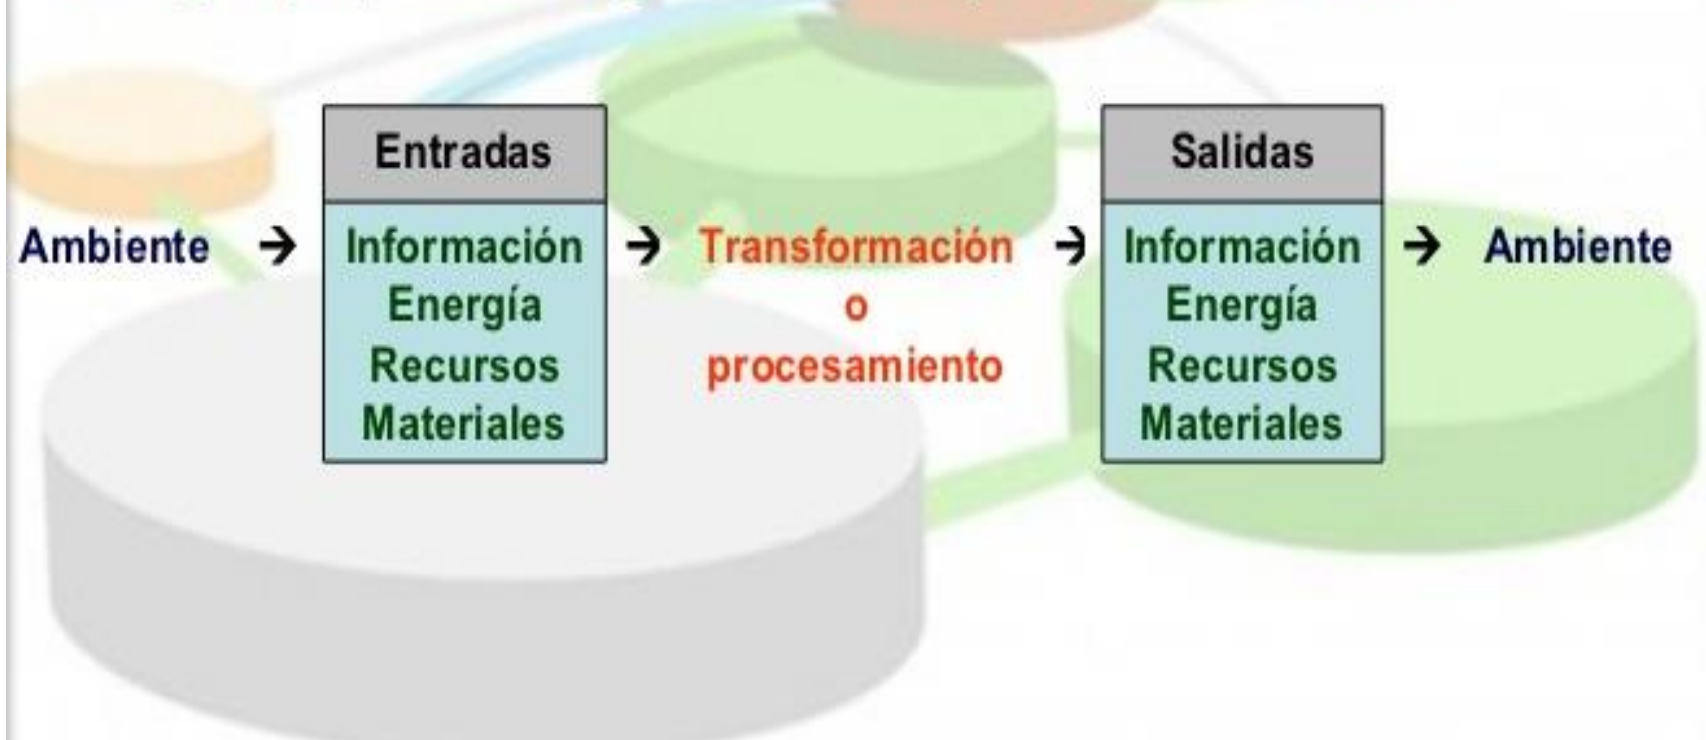 Entradas
Salidas
Ambiente → Información → Transformación → Información → Ambiente
Energía o Energía
Recursos procesamiento Recursos
Materiales Materiales